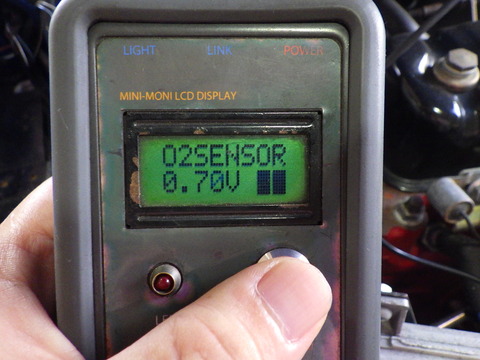 LIGHT LINK POWER
MINI-MONI LCD DISPLAY
O2SENSOR
0.70V